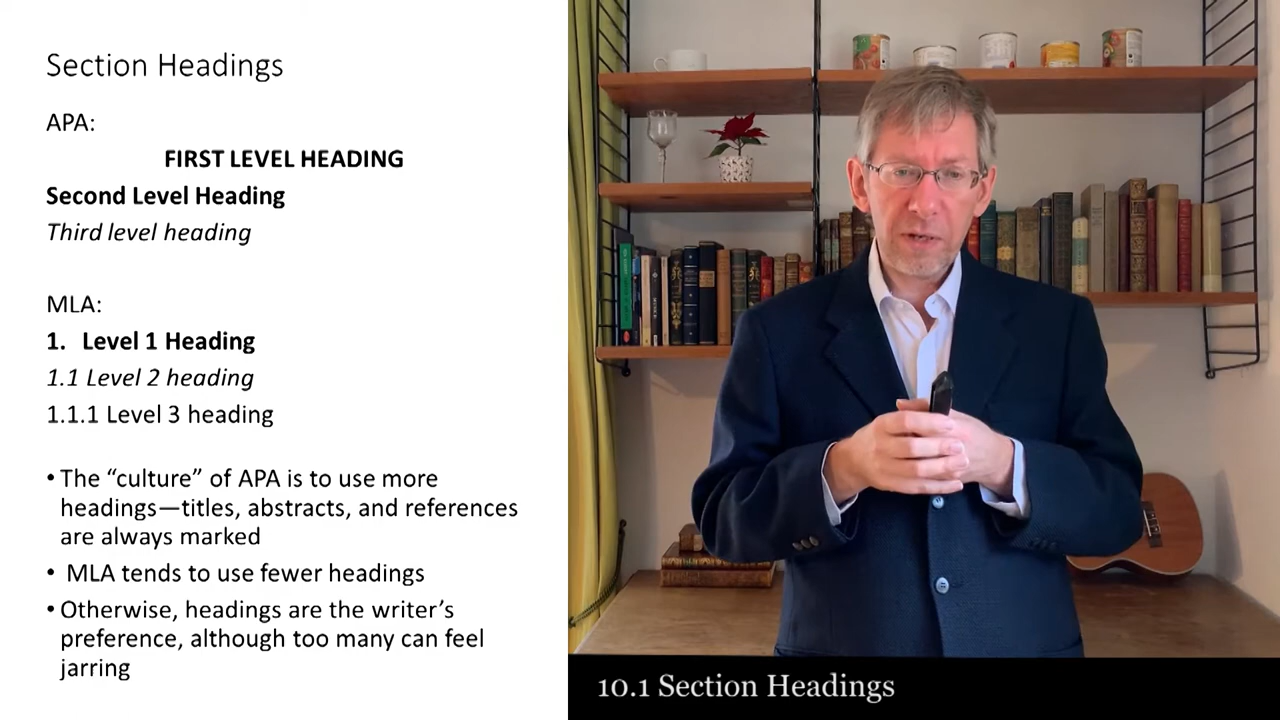 Section Headings
APA:
FIRST LEVEL HEADING
Second Level Heading
Third level heading
MLA:
1. Level 1 Heading
1.1 Level 2 heading
1.1.1 Level 3 heading
• The “culture” of APA is to use more
headings—titles, abstracts, and references
are always marked
• MLA tends to use fewer headings
• Otherwise, headings are the writer’s
preference, although too many can feel
jarring
10.1 Section Headings